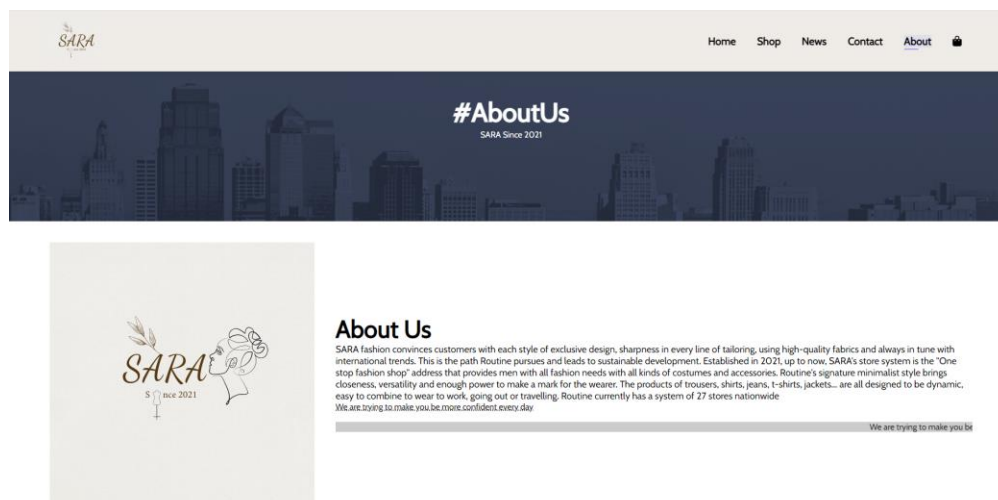 SARA
Home Shop News Contact About
#AboutUs
SARA Since 2021
SARA
S nce 2021
About Us
SARA fashion convinces customers with each style of exclusive design, sharpness in every line of tailoring, using high-quality fabrics and always in tune with
international trends. This is the path Routine pursues and leads to sustainable development. Established in 2021, up to now, SARA's store system is the "One
stop fashion shop" address that provides men with all fashion needs with all kinds of costumes and accessories. Routine's signature minimalist style brings
closeness, versatility and enough power to make a mark for the wearer. The products of trousers, shirts, jeans, t-shirts, jackets... are all designed to be dynamic,
easy to combine to wear to work, going out or travelling. Routine currently has a system of 27 stores nationwide
We are trying to make you be more confident every day
We are trying to make you be